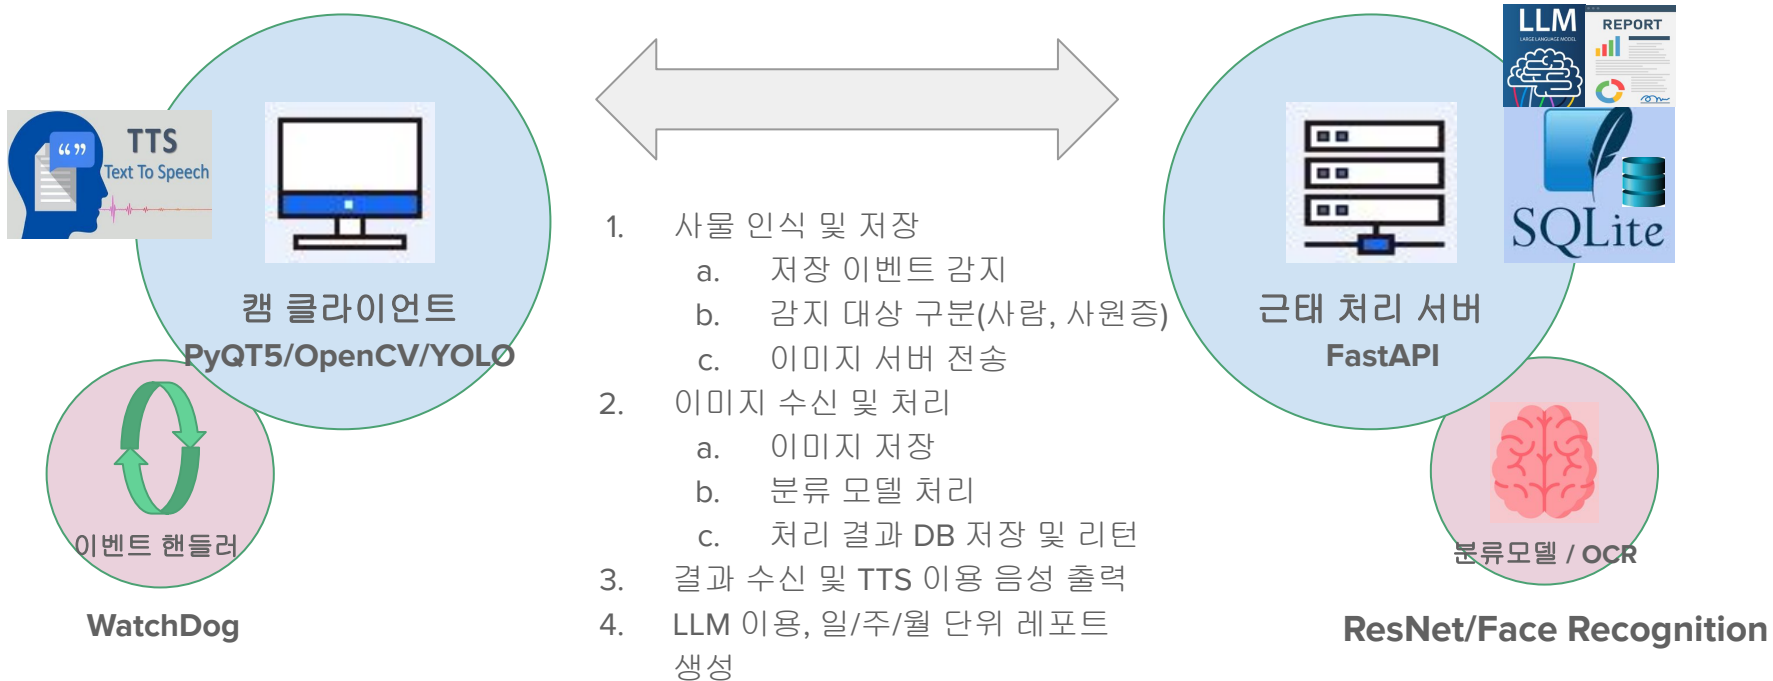 TTS
Text To Speech
캠 클라이언트
PyQT5/OpenCV/YOLO
이벤트 핸들러
WatchDog
1. 사물 인식 및 저장
a. 저장 이벤트 감지
b. 감지 대상 구분(사람, 사원증)
c. 이미지 서버 전송
2. 이미지 수신 및 처리
a. 이미지 저장
b. 분류 모델 처리
c. 처리 결과 DB 저장 및 리턴
3. 결과 수신 및 TTS 이용 음성 출력
4. LLM 이용, 일/주/월 단위 레포트
생성
LLM
LARGE LANGUAGE MODEL
REPORT
SQLite
근태 처리 서버
FastAPI
분류모델 / OCR
ResNet/Face Recognition